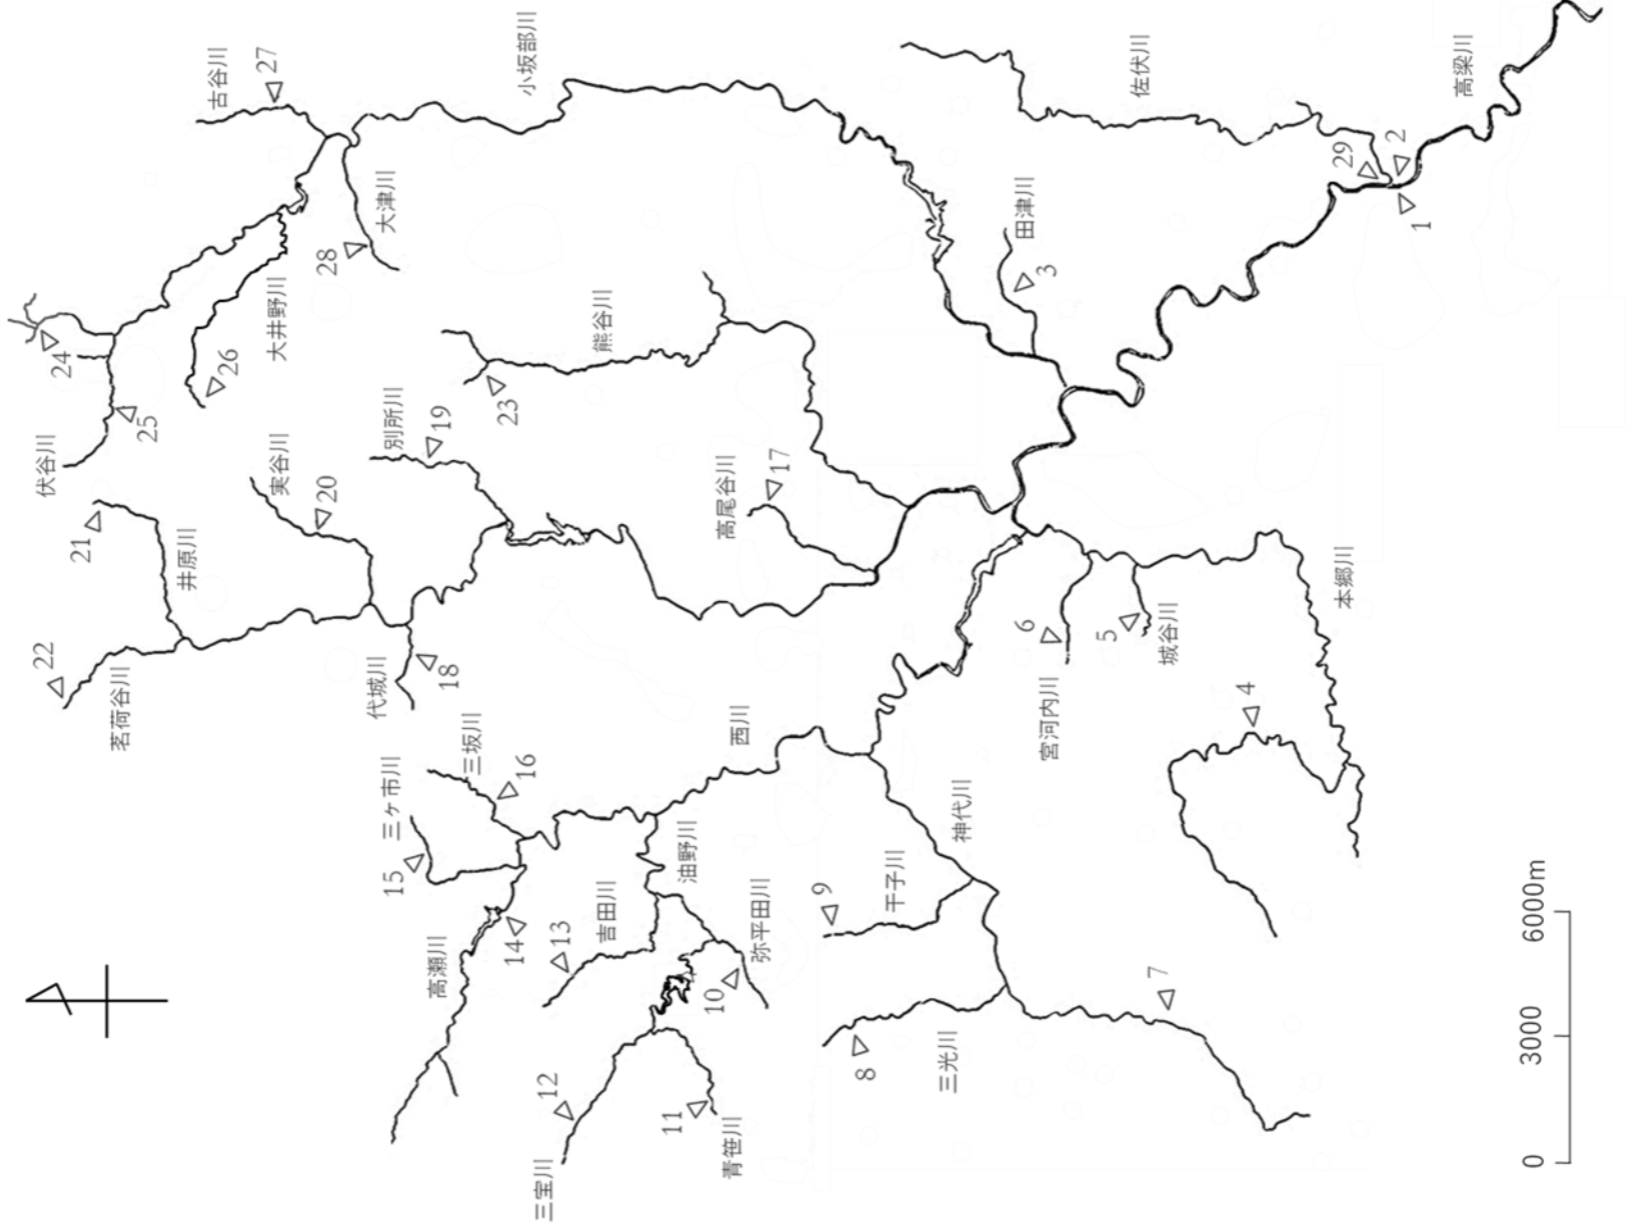 古谷川
27
小坂部川
佐伏川
高梁川
大津川
28
29
2
1
田津川
3
24
25
伏谷川
大井野川
26
熊谷川
23
別所川
19
実谷川
20
高尾谷川
17
21
井原川
22
茗荷谷川
代城川
18
三坂川
16
三ヶ市川
15
西川
6
宮河内川
5
城谷川
本郷川
4
高瀬川
14
13
吉田川
油野川
弥平田川
10
9
干子川
神代川
7
8
三光川
12
三室川
11
青笹川
0
3000
6000m